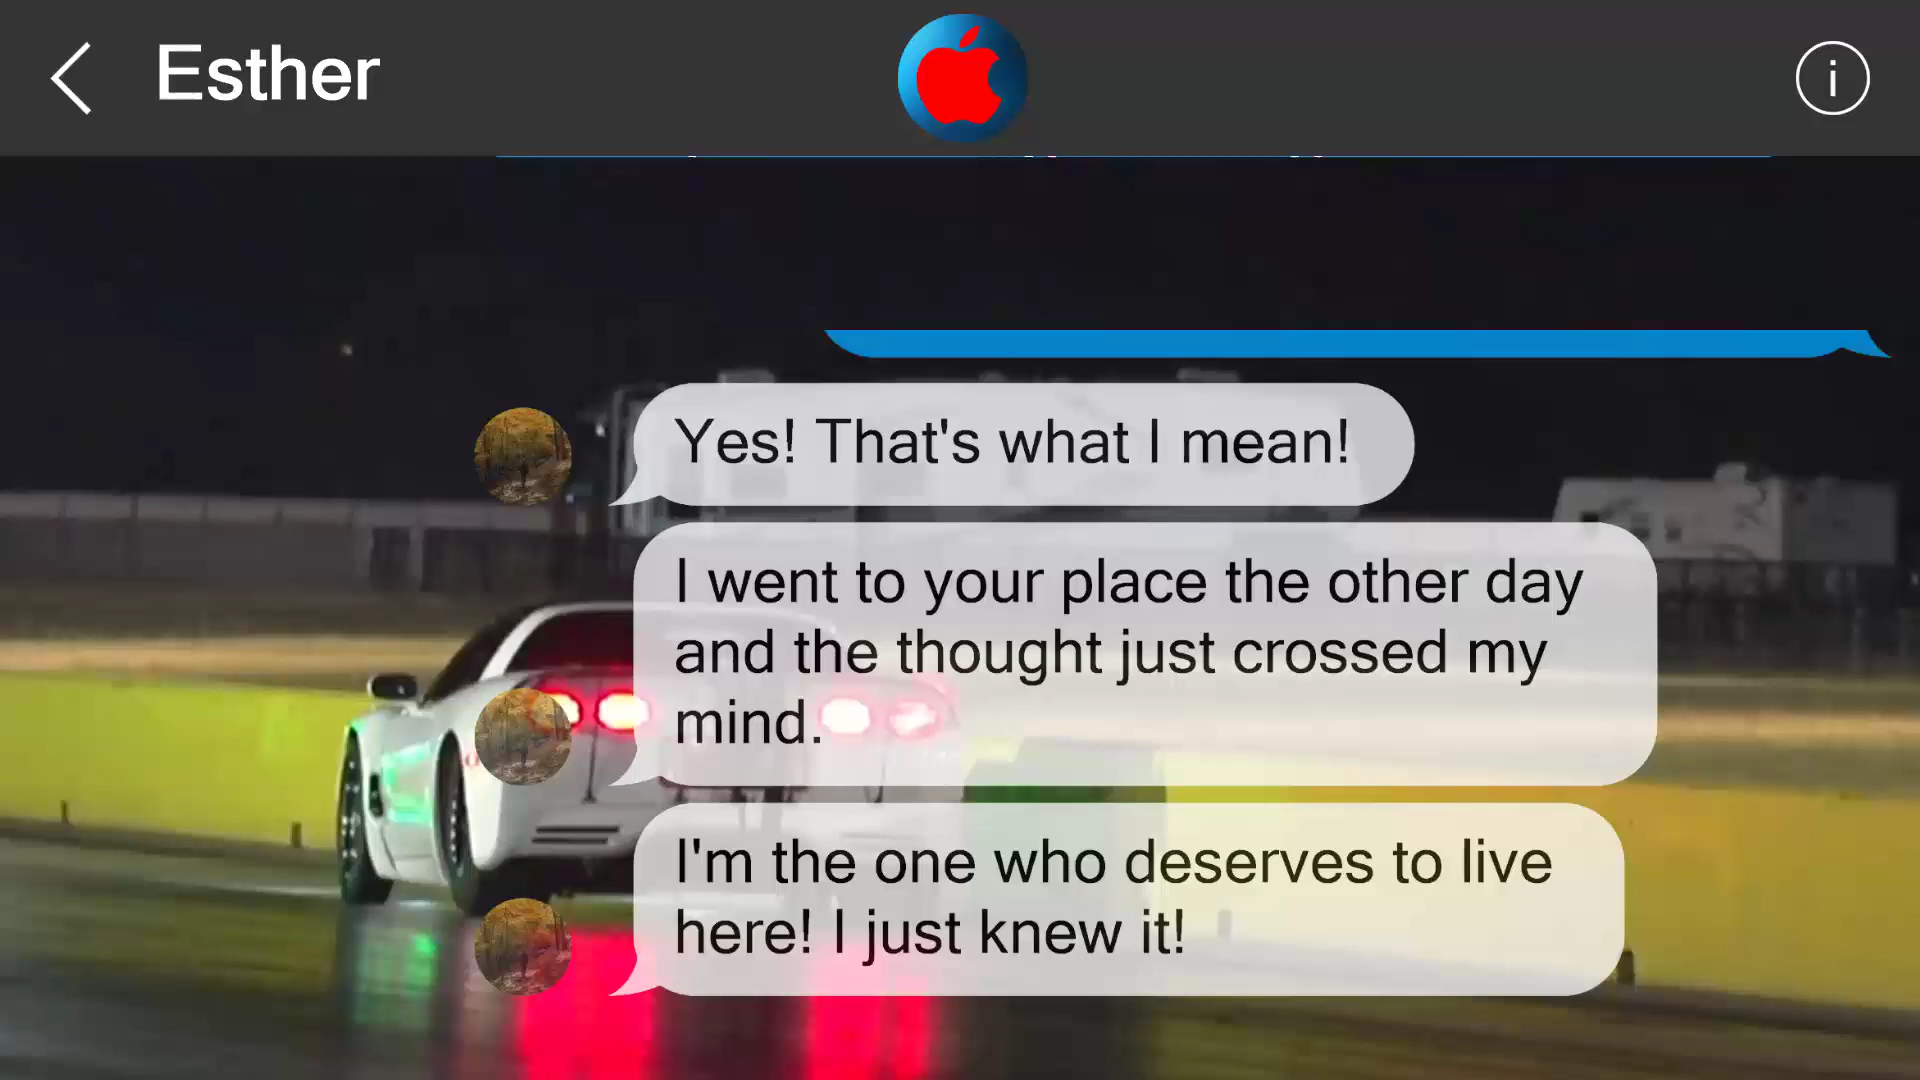 Esther
i
Yes! That's what I mean!
I went to your place the other day
and the thought just crossed my
mind.
I'm the one who deserves to live
here! I just knew it!